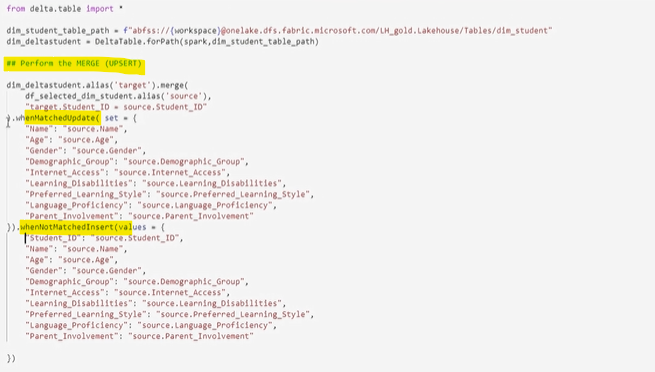 from delta.table import *
dim_student_table_path = f"abfss://{workspace}@onelake.dfs.fabric.microsoft.com/LH_gold.Lakehouse/Tables/dim_student"
dim_deltastudent = DeltaTable.forPath(spark,dim_student_table_path)
## Perform the MERGE (UPSERT)
dim_deltastudent.alias('target').merge(
df_selected_dim_student.alias('source'),
"target.Student_ID = source.Student_ID"
).whenMatchedUpdate( set = {
"Name": "source.Name",
"Age": "source.Age",
"Gender": "source.Gender",
"Demographic_Group": "source.Demographic_Group",
"Internet_Access": "source.Internet_Access",
"Learning_Disabilities": "source.Learning_Disabilities",
"Preferred_Learning_Style": "source.Preferred_Learning_Style",
"Language_Proficiency": "source.Language_Proficiency",
"Parent_Involvement": "source.Parent_Involvement"
}).whenNotMatchedInsert(values = {
"Student_ID": "source.Student_ID",
"Name": "source.Name",
"Age": "source.Age",
"Gender": "source.Gender",
"Demographic_Group": "source.Demographic_Group",
"Internet_Access": "source.Internet_Access",
"Learning_Disabilities": "source.Learning_Disabilities",
"Preferred_Learning_Style": "source.Preferred_Learning_Style",
"Language_Proficiency": "source.Language_Proficiency",
"Parent_Involvement": "source.Parent_Involvement"
})